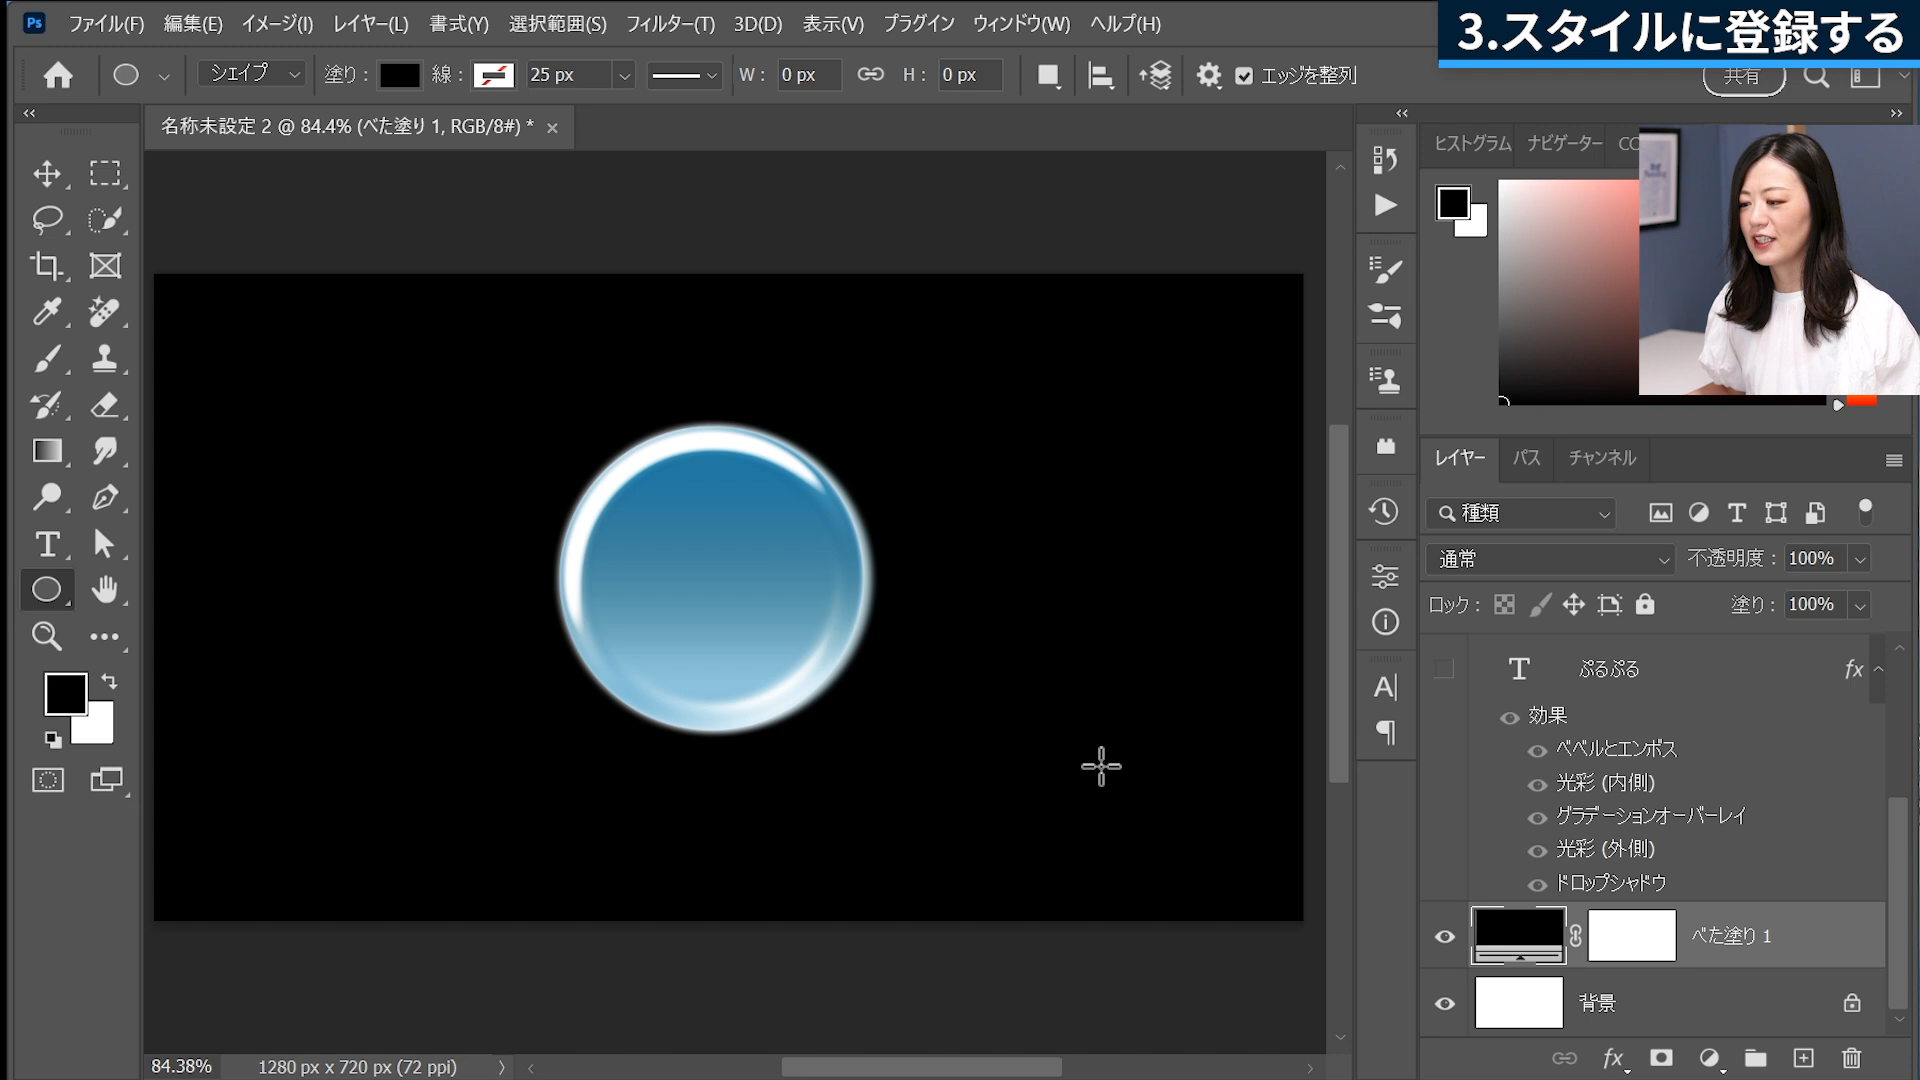 Ps ファイル(F) 編集(E) イメージ(I) レイヤー(L) 書式(Y) 選択範囲(S) フィルター(T) 3D(D) 表示(V) プラグイン ウィンドウ(W) ヘルプ(H)
3.スタイルに登録する
シェイプ 塗り: 線: 25 px W: 0 px H: 0 px エッジを整列 共有
名称未設定 2 @ 84.4% (べた塗り 1, RGB/8#) *
ヒストグラム ナビゲーター
レイヤー パス チャンネル
種類
通常 不透明度: 100%
ロック: 塗り: 100%
T ぷるぷる fx
効果
ベベルとエンボス
光彩 (内側)
グラデーションオーバーレイ
光彩 (外側)
ドロップシャドウ
べた塗り 1
背景
84.38% 1280 px x 720 px (72 ppi)
fx